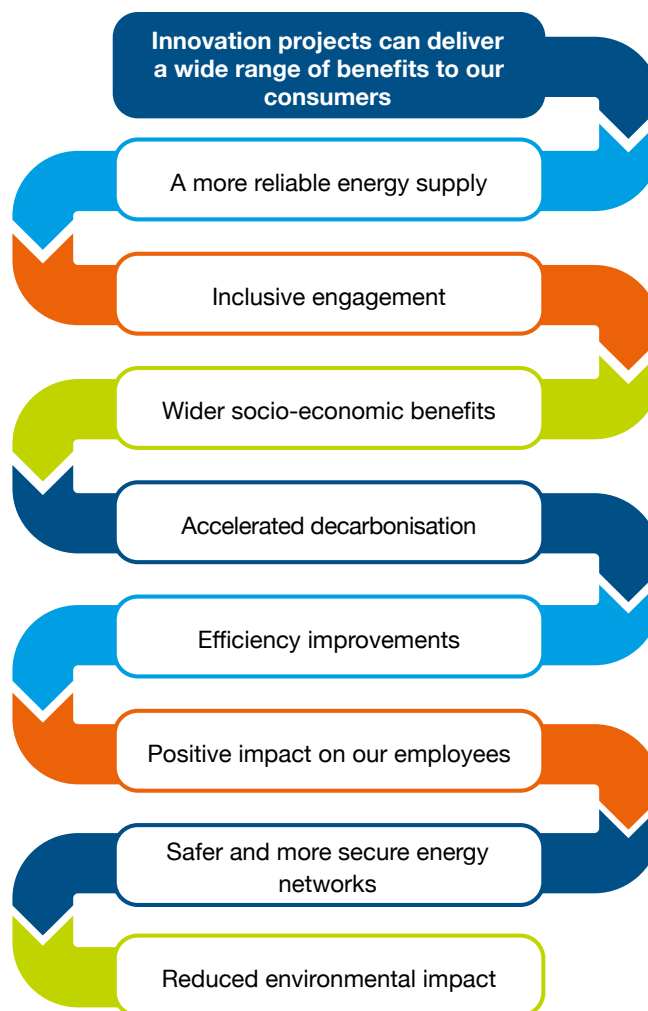 Innovation projects can deliver
a wide range of benefits to our
consumers
A more reliable energy supply
Inclusive engagement
Wider socio-economic benefits
Accelerated decarbonisation
Efficiency improvements
Positive impact on our employees
Safer and more secure energy
networks
Reduced environmental impact